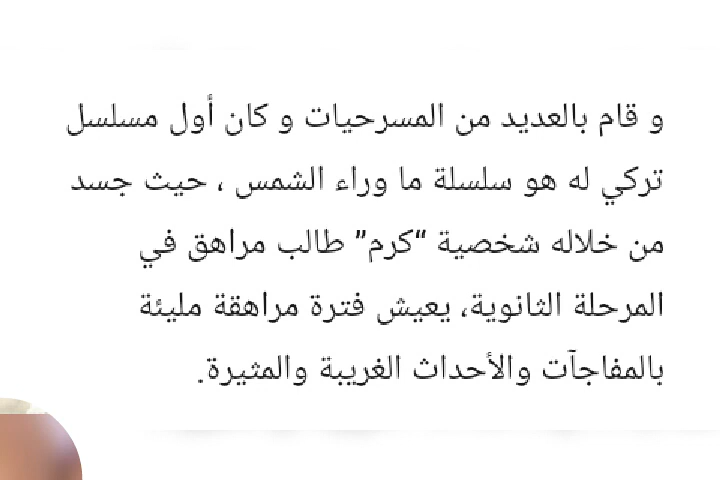 و قام بالعديد من المسرحيات و كان أول مسلسل
تركي له هو سلسلة ما وراء الشمس ، حيث جسد
من خلاله شخصية “كرم” طالب مراهق في
المرحلة الثانوية، يعيش فترة مراهقة مليئة
بالمفاجآت والأحداث الغريبة والمثيرة.